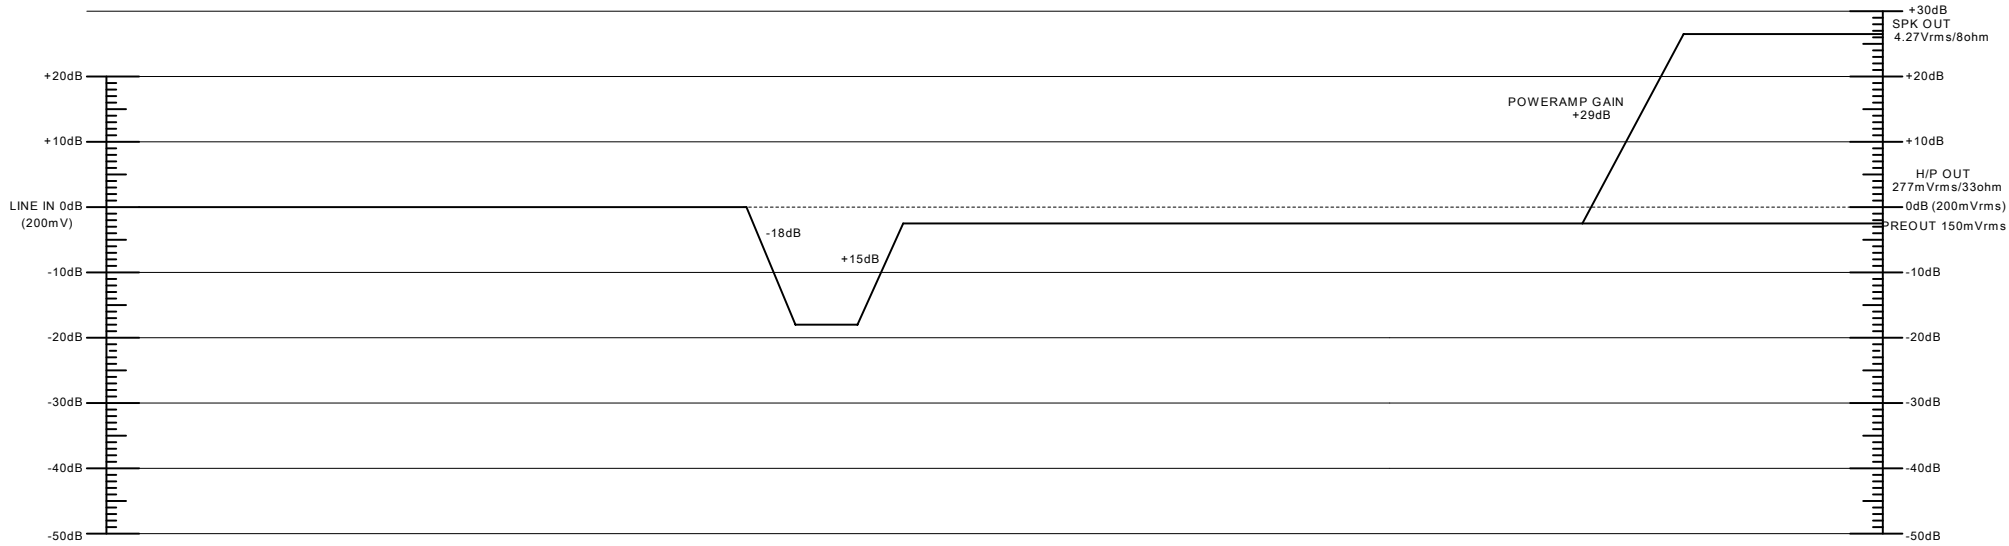 +30dB
SPK OUT
4.27Vrms/8ohm
+20dB
+20dB
POWERAMP GAIN
+29dB
+10dB
+10dB
H/P OUT
277mVrms/33ohm
LINE IN 0dB
(200mV)
0dB (200mVrms)
PREOUT 150mVrms
-18dB
+15dB
-10dB
-10dB
-20dB
-20dB
-30dB
-30dB
-40dB
-40dB
-50dB
-50dB